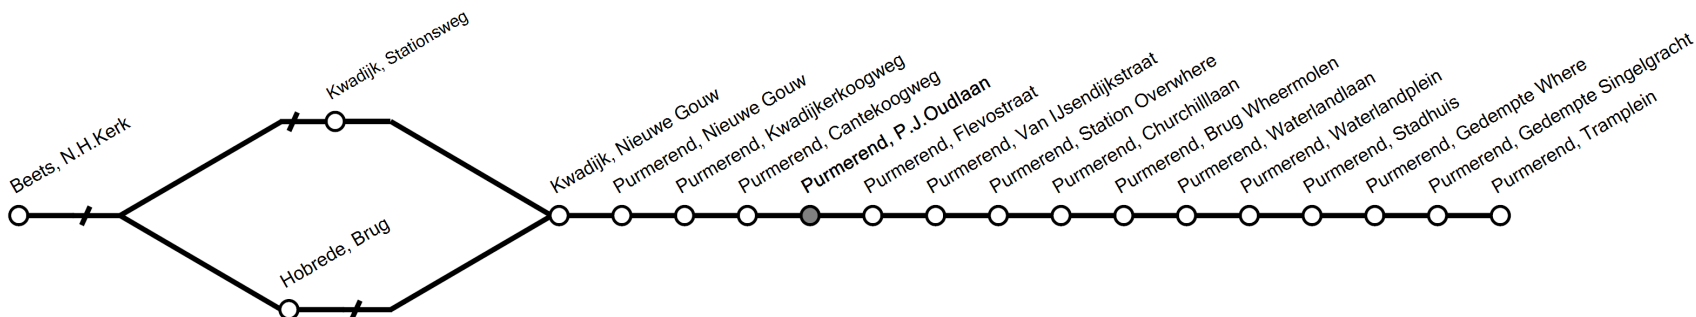 Beets, N.H.Kerk
Kwadijk, Stationsweg
Hobrede, Brug
Kwadijk, Nieuwe Gouw
Purmerend, Nieuwe Gouw
Purmerend, Kwadijkerkoogweg
Purmerend, Cantekoogweg
Purmerend, P.J.Oudlaan
Purmerend, Flevostraat
Purmerend, Van IJsendijkstraat
Purmerend, Station Overwhere
Purmerend, Churchilllaan
Purmerend, Brug Wheermolen
Purmerend, Waterlandlaan
Purmerend, Waterlandplein
Purmerend, Stadhuis
Purmerend, Gedempte Where
Purmerend, Gedempte Singelgracht
Purmerend, Tramplein